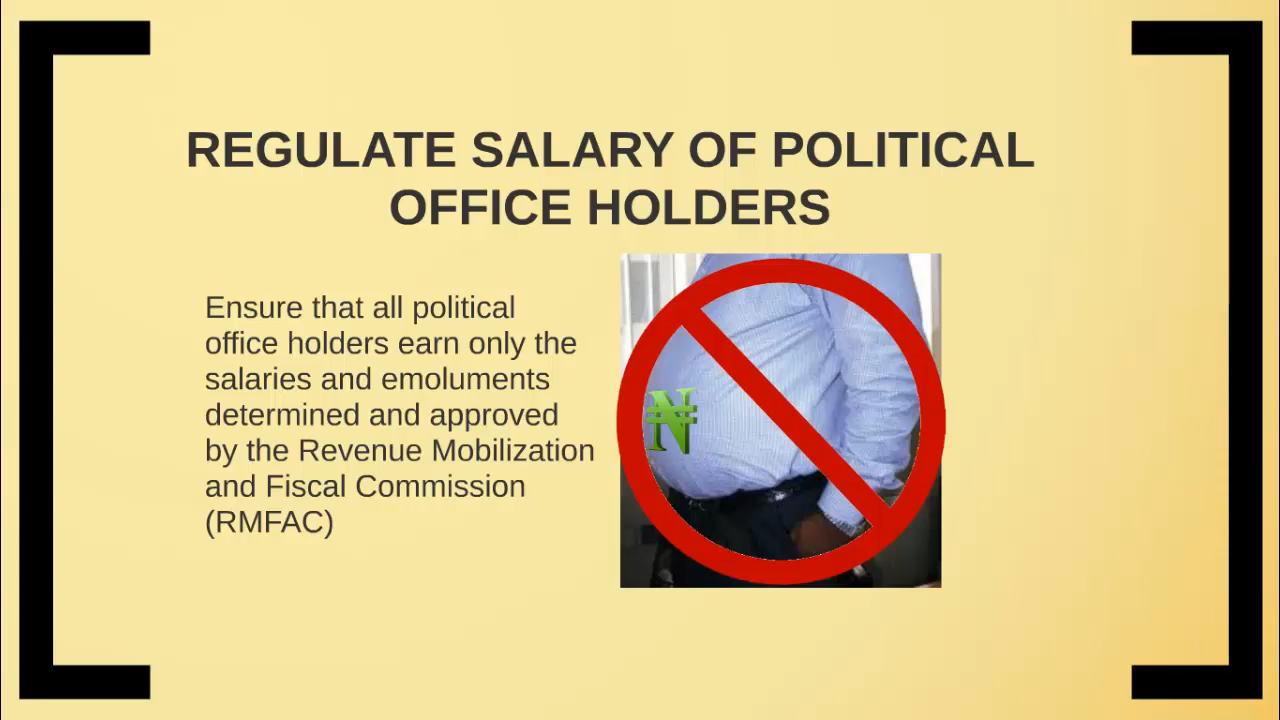 REGULATE SALARY OF POLITICAL
OFFICE HOLDERS
Ensure that all political
office holders earn only the
salaries and emoluments
determined and approved
by the Revenue Mobilization
and Fiscal Commission
(RMFAC)
₦